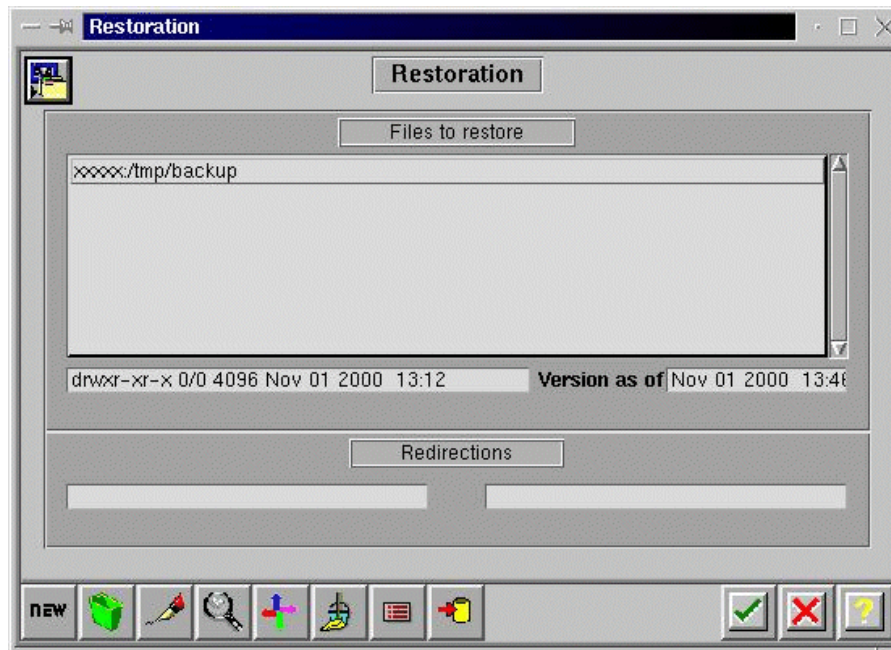 Restoration
Restoration
Files to restore
xxxxx:/tmp/backup
drwxr-xr-x 0/0 4096 Nov 01 2000 13:12 Version as of Nov 01 2000 13:46
Redirections
NEW
?